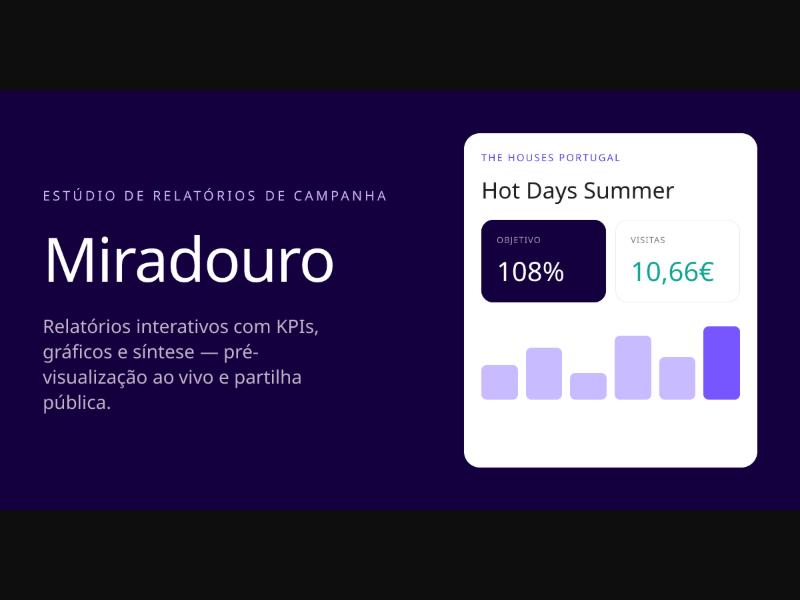 ESTÚDIO DE RELATÓRIOS DE CAMPANHA
Miradouro
Relatórios interativos com KPIs,
gráficos e síntese — pré-
visualização ao vivo e partilha
pública.
THE HOUSES PORTUGAL
Hot Days Summer
OBJETIVO
108%
VISITAS
10,66€